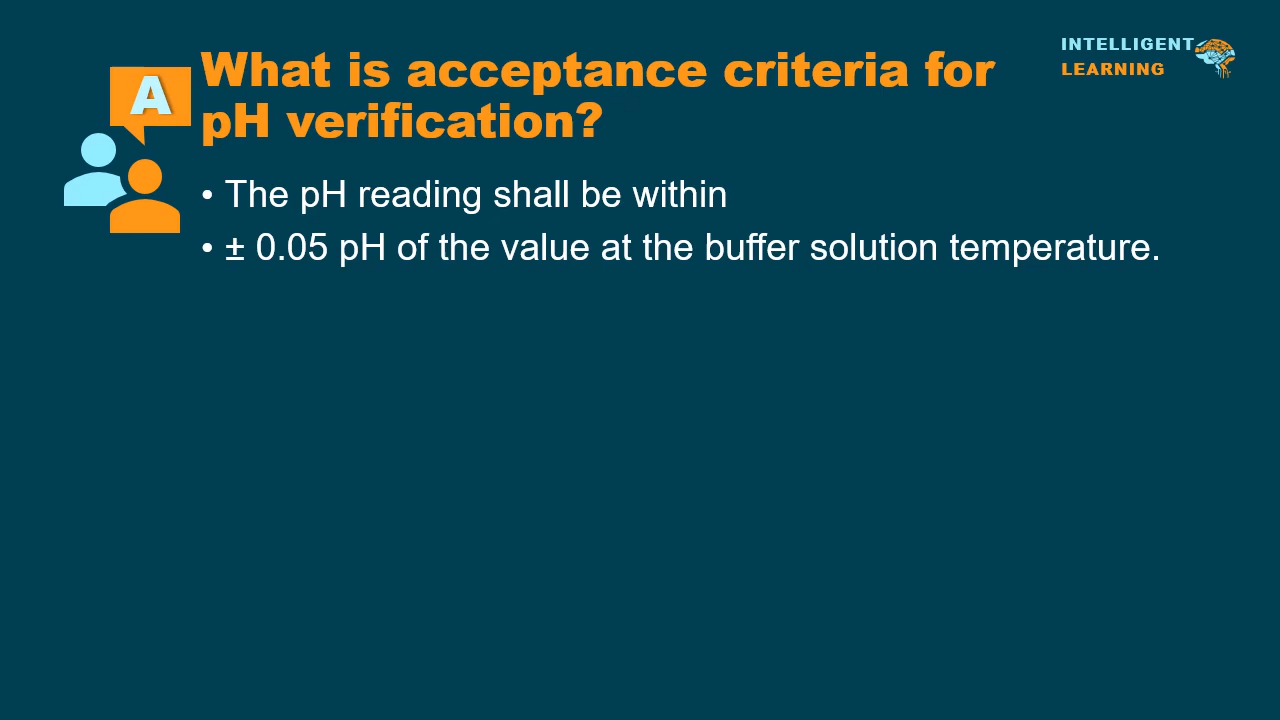 INTELLIGENT
LEARNING
A
What is acceptance criteria for
pH verification?
• The pH reading shall be within
• ± 0.05 pH of the value at the buffer solution temperature.